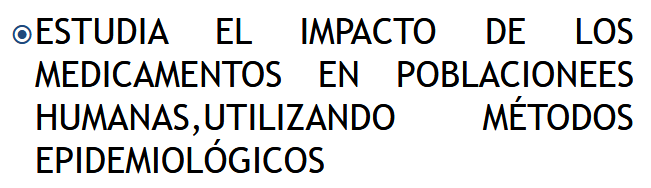 ESTUDIA EL IMPACTO DE LOS
MEDICAMENTOS EN POBLACIONEES
HUMANAS,UTILIZANDO MÉTODOS
EPIDEMIOLÓGICOS